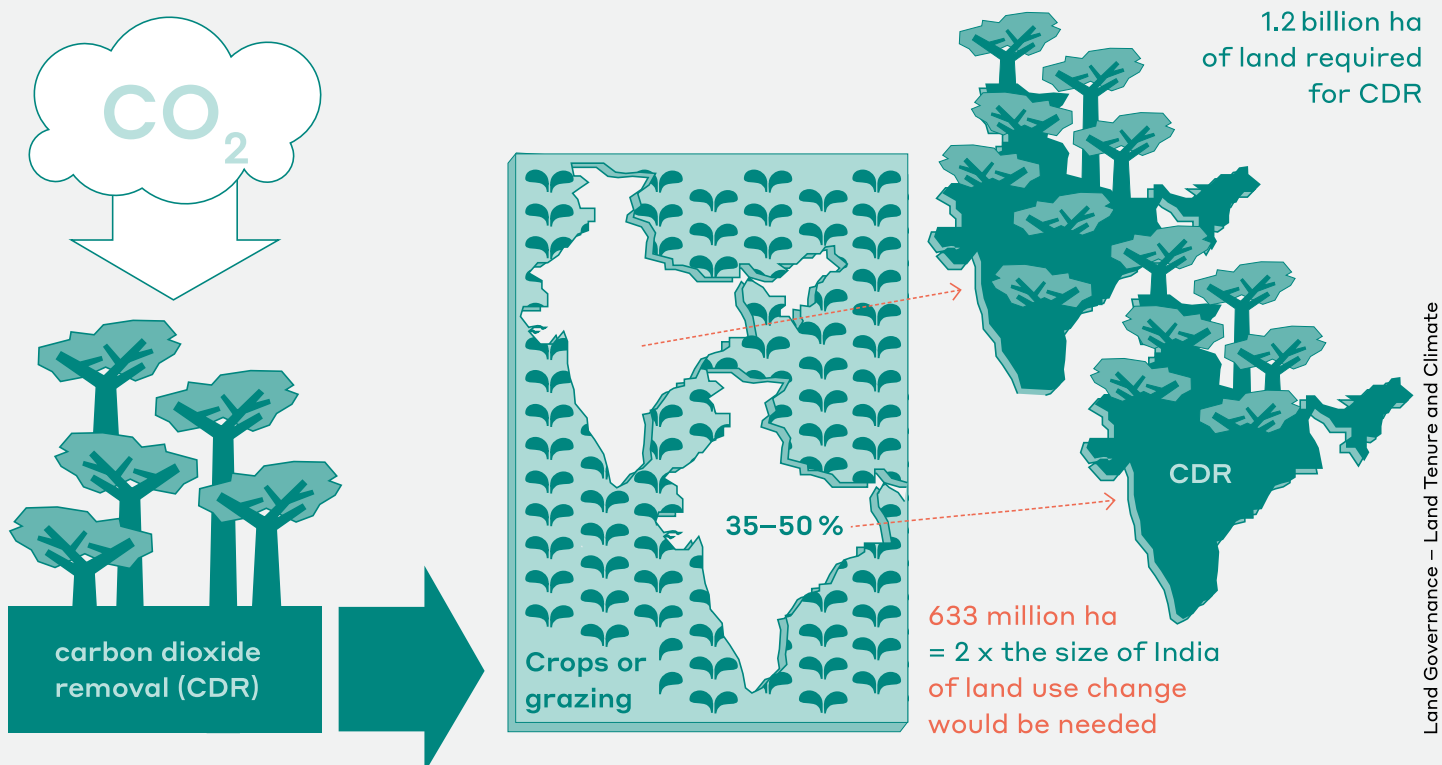 CO2
carbon dioxide
removal (CDR)
Crops or
grazing
35–50 %
1.2 billion ha
of land required
for CDR
CDR
633 million ha
= 2 x the size of India
of land use change
would be needed
Land Governance – Land Tenure and Climate